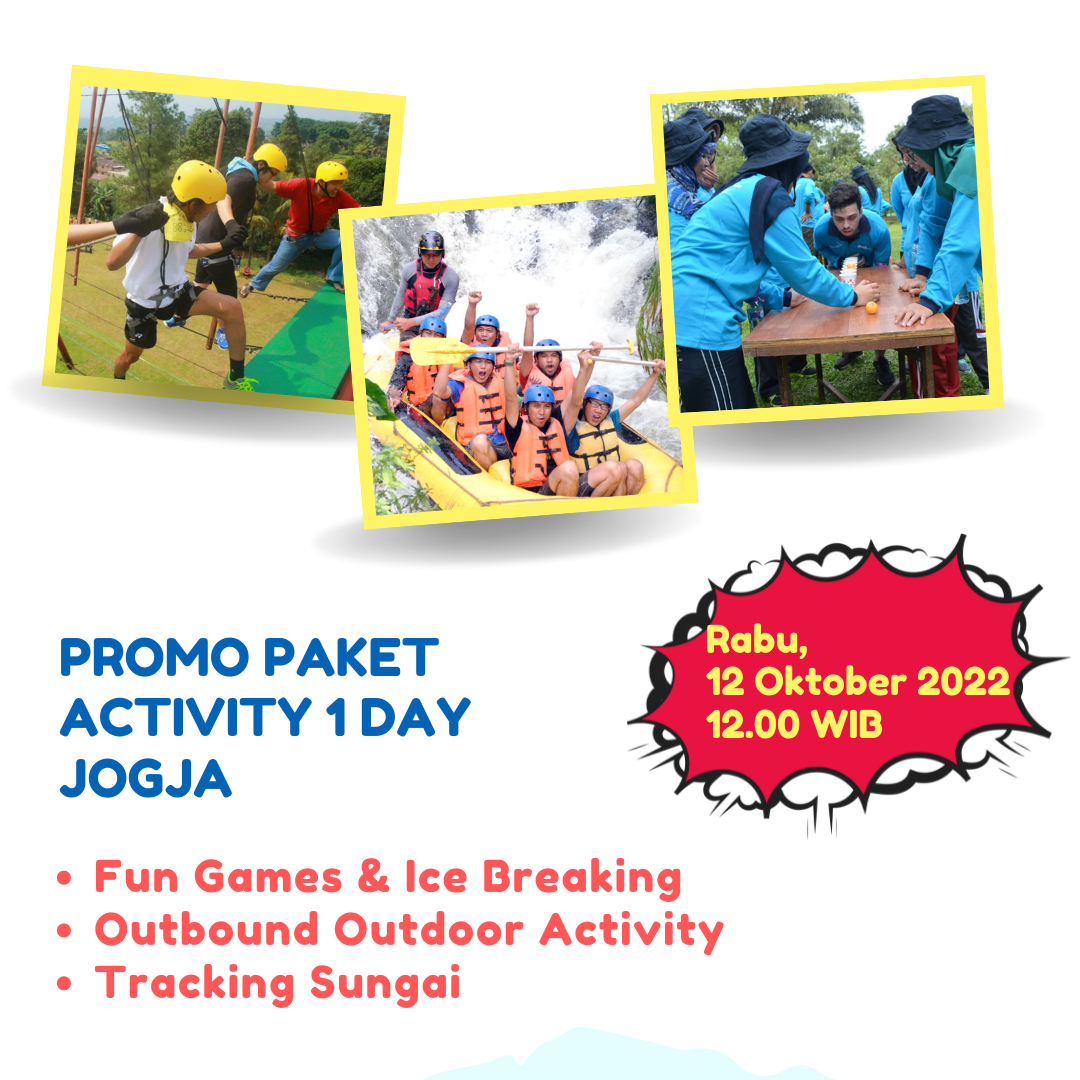 PROMO PAKET
ACTIVITY 1 DAY
JOGJA
Rabu,
12 Oktober 2022
12.00 WIB
• Fun Games & Ice Breaking
• Outbound Outdoor Activity
• Tracking Sungai